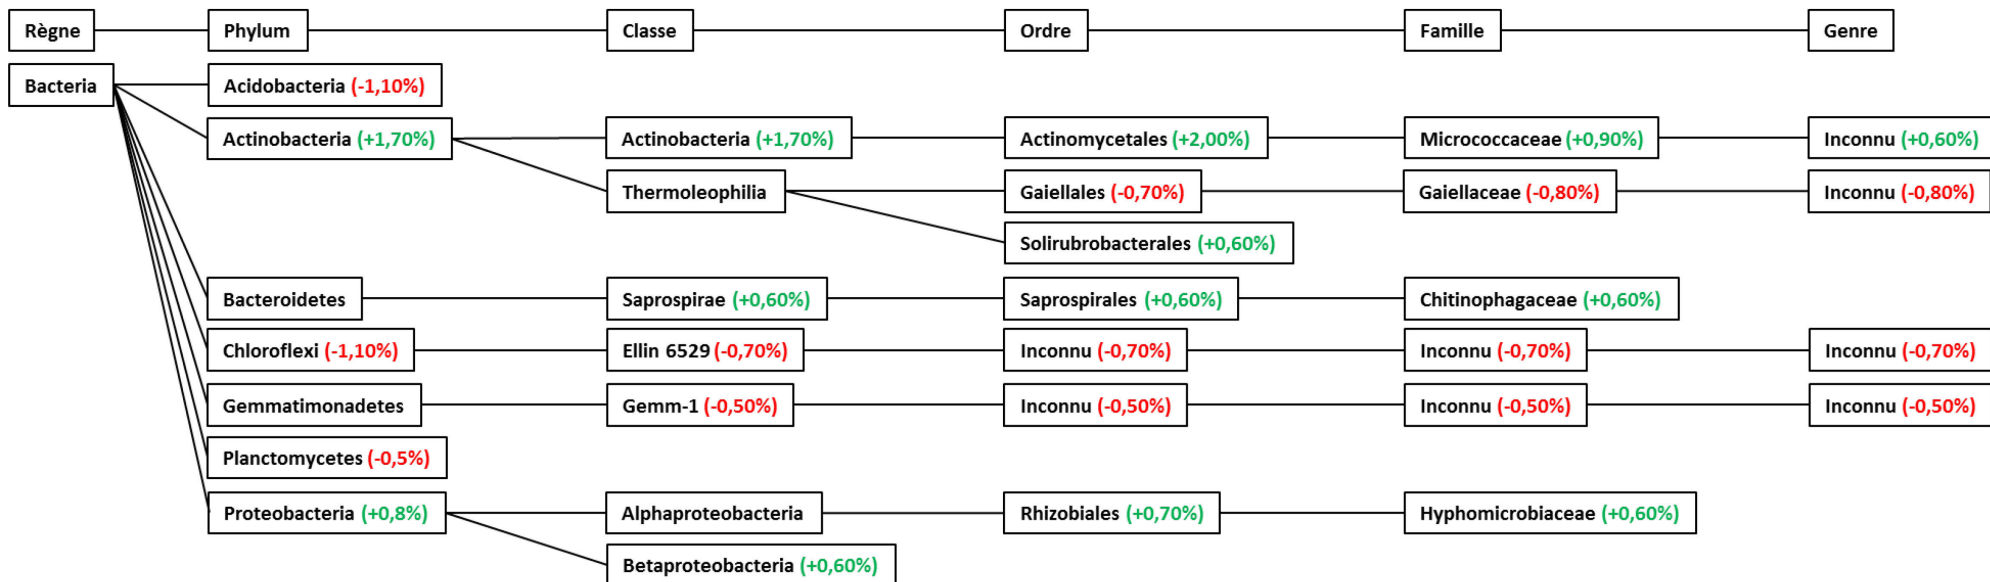 Règne Phylum Classe Ordre Famille Genre
Bacteria Acidobacteria (-1,10%)
Actinobacteria (+1,70%) Actinobacteria (+1,70%) Actinomycetales (+2,00%) Micrococcaceae (+0,90%) Inconnu (+0,60%)
Thermoleophilia Gaiellales (-0,70%) Gaiellaceae (-0,80%) Inconnu (-0,80%)
Solirubrobacterales (+0,60%)
Bacteroidetes Saprospirae (+0,60%) Saprospirales (+0,60%) Chitinophagaceae (+0,60%)
Chloroflexi (-1,10%) Ellin 6529 (-0,70%) Inconnu (-0,70%) Inconnu (-0,70%) Inconnu (-0,70%)
Gemmatimonadetes Gemm-1 (-0,50%) Inconnu (-0,50%) Inconnu (-0,50%) Inconnu (-0,50%)
Planctomycetes (-0,5%)
Proteobacteria (+0,8%) Alphaproteobacteria Rhizobiales (+0,70%) Hyphomicrobiaceae (+0,60%)
Betaproteobacteria (+0,60%)